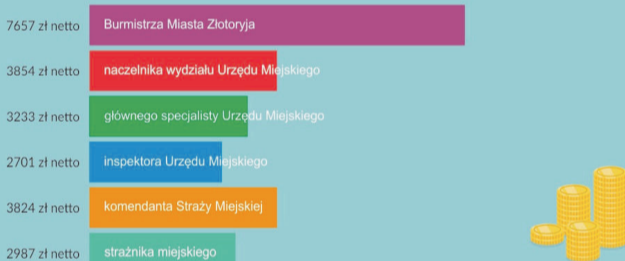 7657 zł netto Burmistrza Miasta Złotoryja
3854 zł netto naczelnika wydziału Urzędu Miejskiego
3233 zł netto głównego specjalisty Urzędu Miejskiego
2701 zł netto inspektora Urzędu Miejskiego
3824 zł netto komendanta Straży Miejskiej
2987 zł netto strażnika miejskiego